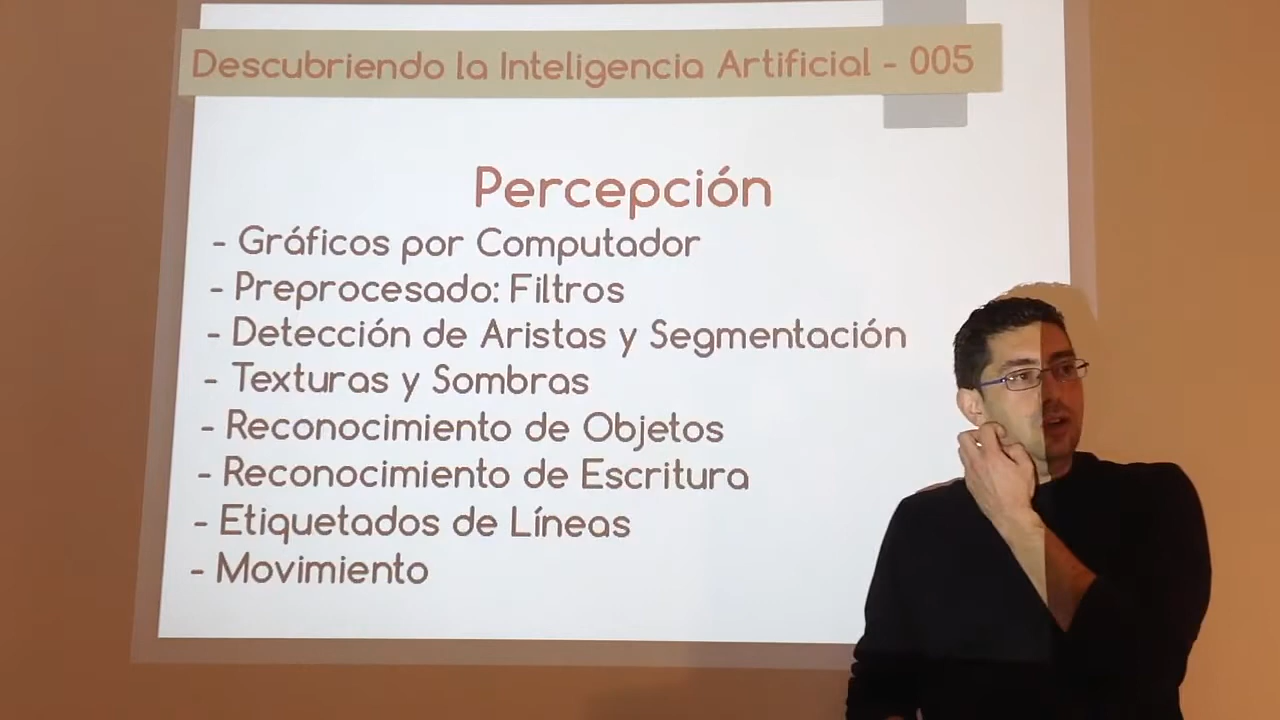 Descubriendo la Inteligencia Artificial - 005
Percepción
- Gráficos por Computador
- Preprocesado: Filtros
- Detección de Aristas y Segmentación
- Texturas y Sombras
- Reconocimiento de Objetos
- Reconocimiento de Escritura
- Etiquetados de Líneas
- Movimiento